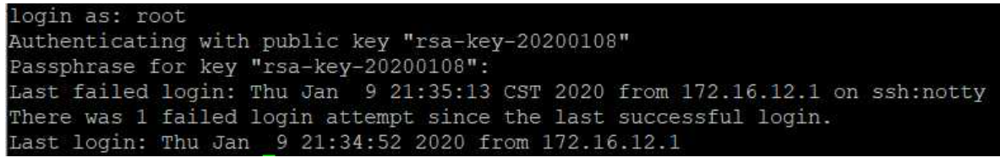 login as: root
Authenticating with public key "rsa-key-20200108"
Passphrase for key "rsa-key-20200108":
Last failed login: Thu Jan  9 21:35:13 CST 2020 from 172.16.12.1 on ssh:notty
There was 1 failed login attempt since the last successful login.
Last login: Thu Jan  9 21:34:52 2020 from 172.16.12.1